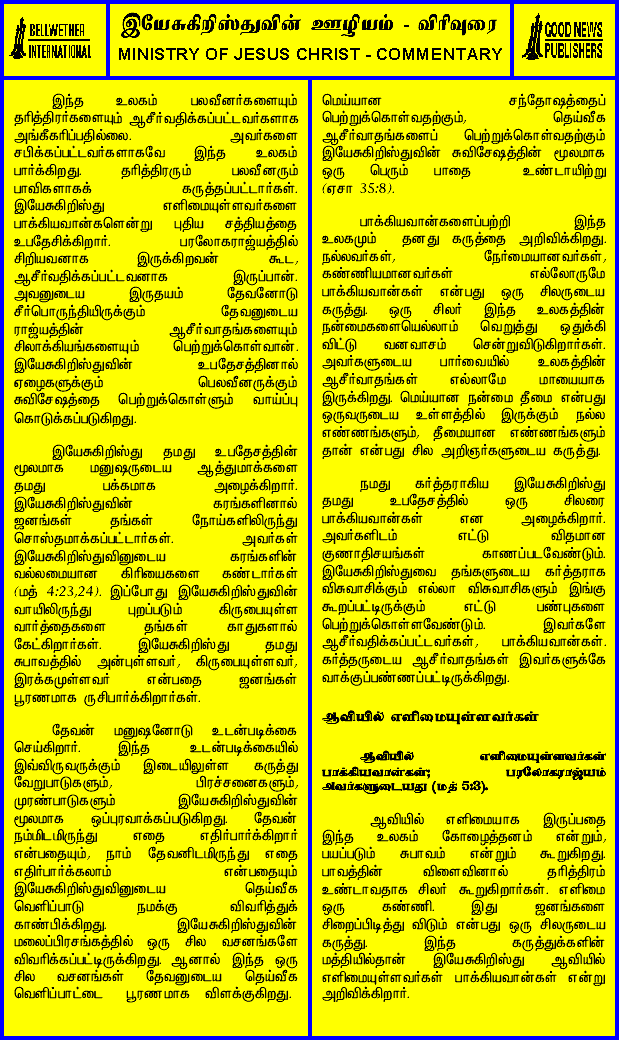 BELLWETHER
INTERNATIONAL
இயேசுகிறிஸ்துவின் ஊழியம் - விரிவுரை
MINISTRY OF JESUS CHRIST - COMMENTARY
GOOD NEWS
PUBLISHERS
இந்த உலகம் பலவீனர்களையும்
தரித்திரர்களையும் ஆசீர்வதிக்கப்பட்டவர்களாக
அங்கீகரிப்பதில்லை. அவர்களை
சபிக்கப்பட்டவர்களாகவே இந்த உலகம்
பார்க்கிறது. தரித்திரரும் பலவீனரும்
பாவிகளாகக் கருத்தப்பட்டார்கள்.
இயேசுகிறிஸ்து எளிமையுள்ளவர்களை
பாக்கியவான்களென்று புதிய சத்தியத்தை
உபதேசிக்கிறார். பரலோகராஜ்யத்தில்
சிறியவனாக இருக்கிறவன் கூட,
ஆசீர்வதிக்கப்பட்டவனாக இருப்பான்.
அவனுடைய இருதயம் தேவனோடு
சீர்பொருந்தியிருக்கும் தேவனுடைய
ராஜ்யத்தின் ஆசீர்வாதங்களையும்
சிலாக்கியங்களையும் பெற்றுக்கொள்வான்.
இயேசுகிறிஸ்துவின் உபதேசத்தினால்
ஏழைகளுக்கும் பெலவீனருக்கும்
சுவிசேஷத்தை பெற்றுக்கொள்ளும் வாய்ப்பு
கொடுக்கப்படுகிறது.
இயேசுகிறிஸ்து தமது உபதேசத்தின்
மூலமாக மனுஷருடைய ஆத்துமாக்களை
தமது பக்கமாக அழைக்கிறார்.
இயேசுகிறிஸ்துவின் கரங்களினால்
ஜனங்கள் தங்கள் நோய்களிலிருந்து
சொஸ்தமாக்கப்பட்டார்கள். அவர்கள்
இயேசுகிறிஸ்துவினுடைய கரங்களின்
வல்லமையான கிரியைகளை கண்டார்கள்
(மத் 4:23,24). இப்போது இயேசுகிறிஸ்துவின்
வாயிலிருந்து புறப்படும் கிருபையுள்ள
வார்த்தைகளை தங்கள் காதுகளால்
கேட்கிறார்கள். இயேசுகிறிஸ்து தமது
சுபாவத்தில் அன்புள்ளவர், கிருபையுள்ளவர்,
இரக்கமுள்ளவர் என்பதை ஜனங்கள்
பூரணமாக ருசிபார்க்கிறார்கள்.
தேவன் மனுஷனோடு உடன்படிக்கை
செய்கிறார். இந்த உடன்படிக்கையில்
இவ்விருவருக்கும் இடையிலுள்ள கருத்து
வேறுபாடுகளும், பிரச்சனைகளும்,
முரண்பாடுகளும் இயேசுகிறிஸ்துவின்
மூலமாக ஒப்புரவாக்கப்படுகிறது. தேவன்
நம்மிடமிருந்து எதை எதிர்பார்க்கிறார்
என்பதையும், நாம் தேவனிடமிருந்து எதை
எதிர்பார்க்கலாம் என்பதையும்
இயேசுகிறிஸ்துவினுடைய தெய்வீக
வெளிப்பாடு நமக்கு விவரித்துக்
காண்பிக்கிறது. இயேசுகிறிஸ்துவின்
மலைப்பிரசங்கத்தில் ஒரு சில வசனங்களே
விவரிக்கப்பட்டிருக்கிறது. ஆனால் இந்த ஒரு
சில வசனங்கள் தேவனுடைய தெய்வீக
வெளிப்பாட்டை பூரணமாக விளக்குகிறது.
மெய்யான சந்தோஷத்தைப்
பெற்றுக்கொள்வதற்கும், தெய்வீக
ஆசீர்வாதங்களைப் பெற்றுக்கொள்வதற்கும்
இயேசுகிறிஸ்துவின் சுவிசேஷத்தின் மூலமாக
ஒரு பெரும் பாதை உண்டாயிற்று
(ஏசா 35:8).
பாக்கியவான்களைப்பற்றி இந்த
உலகமும் தனது கருத்தை அறிவிக்கிறது.
நல்லவர்கள், நேர்மையானவர்கள்,
கண்ணியமானவர்கள் எல்லோருமே
பாக்கியவான்கள் என்பது ஒரு சிலருடைய
கருத்து. ஒரு சிலர் இந்த உலகத்தின்
நன்மைகளையெல்லாம் வெறுத்து ஒதுக்கி
விட்டு வனவாசம் சென்றுவிடுகிறார்கள்.
அவர்களுடைய பார்வையில் உலகத்தின்
ஆசீர்வாதங்கள் எல்லாமே மாயையாக
இருக்கிறது. மெய்யான நன்மை தீமை என்பது
ஒருவருடைய உள்ளத்தில் இருக்கும் நல்ல
எண்ணங்களும், தீமையான எண்ணங்களும்
தான் என்பது சில அறிஞர்களுடைய கருத்து.
நமது கர்த்தராகிய இயேசுகிறிஸ்து
தமது உபதேசத்தில் ஒரு சிலரை
பாக்கியவான்கள் என அழைக்கிறார்.
அவர்களிடம் எட்டு விதமான
குணாதிசயங்கள் காணப்படவேண்டும்.
இயேசுகிறிஸ்துவை தங்களுடைய கர்த்தராக
விசுவாசிக்கும் எல்லா விசுவாசிகளும் இங்கு
கூறப்பட்டிருக்கும் எட்டு பண்புகளை
பெற்றுக்கொள்ளவேண்டும். இவர்களே
ஆசீர்வதிக்கப்பட்டவர்கள், பாக்கியவான்கள்.
கர்த்தருடைய ஆசீர்வாதங்கள் இவர்களுக்கே
வாக்குப்பண்ணப்பட்டிருக்கிறது.
ஆவியில் எளிமையுள்ளவர்கள்
ஆவியில் எளிமையுள்ளவர்கள்
பாக்கியவான்கள்; பரலோகராஜ்யம்
அவர்களுடையது (மத் 5:3).
ஆவியில் எளிமையாக இருப்பதை
இந்த உலகம் கோழைத்தனம் என்றும்,
பயப்படும் சுபாவம் என்றும் கூறுகிறது.
பாவத்தின் விளைவினால் தரித்திரம்
உண்டாவதாக சிலர் கூறுகிறார்கள். எளிமை
ஒரு கண்ணி. இது ஜனங்களை
சிறைப்பிடித்து விடும் என்பது ஒரு சிலருடைய
கருத்து. இந்த கருத்துக்களின்
மத்தியில்தான் இயேசுகிறிஸ்து ஆவியில்
எளிமையுள்ளவர்கள் பாக்கியவான்கள் என்று
அறிவிக்கிறார்.